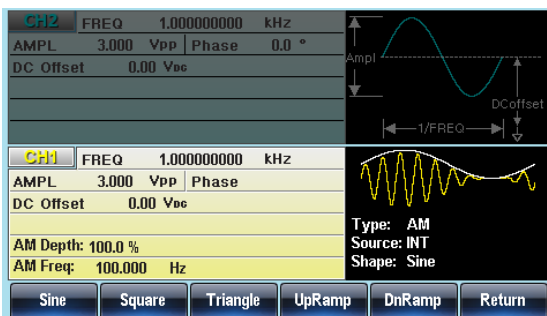 CH2 FREQ 1.000000000 kHz
AMPL 3.000 VPP Phase 0.0 °
DC Offset 0.00 VDC
Ampl
DCoffset
1/FREQ
CH1 FREQ 1.000000000 kHz
AMPL 3.000 VPP Phase
DC Offset 0.00 VDC
AM Depth: 100.0 %
AM Freq: 100.000 Hz
Type: AM
Source: INT
Shape: Sine
Sine Square Triangle UpRamp DnRamp Return